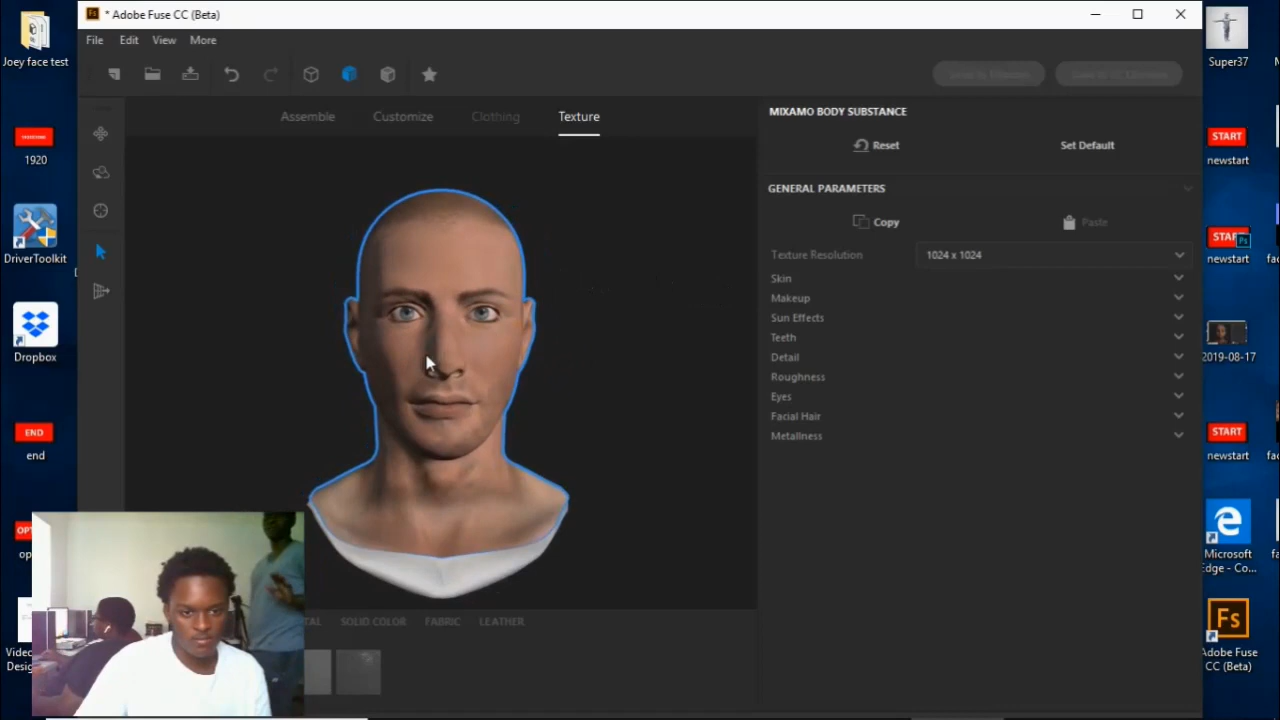 Joey face test
1920
DriverToolkit
Dropbox
END
end
Fs * Adobe Fuse CC (Beta)
File Edit View More
Assemble Customize Clothing Texture
MIXAMO BODY SUBSTANCE
Reset Set Default
GENERAL PARAMETERS
Copy Paste
Texture Resolution 1024 x 1024
Skin
Makeup
Sun Effects
Teeth
Detail
Roughness
Eyes
Facial Hair
Metallness
SOLID COLOR FABRIC LEATHER
Super37
START
newstart
Ps
newstart
2019-08-17
START
newstart
Microsoft
Edge - Co...
Fs
Adobe Fuse
CC (Beta)